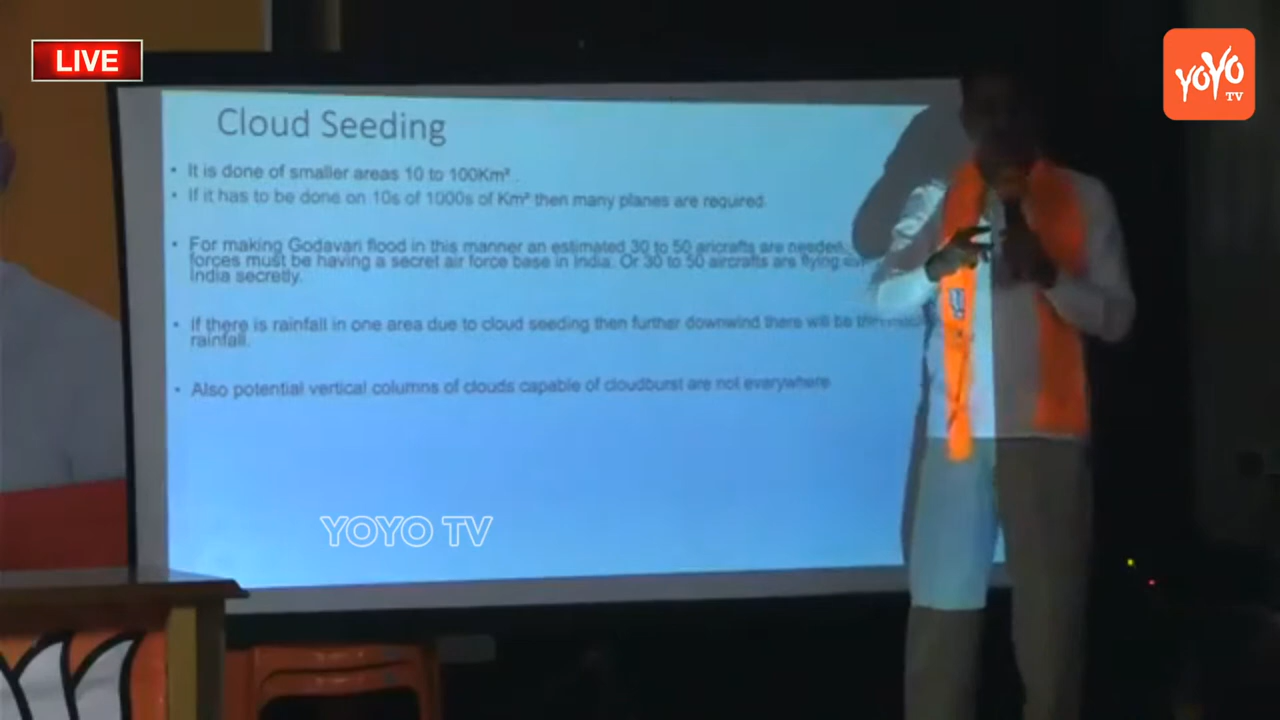 LIVE
YOYO
TV
Cloud Seeding
• It is done of smaller areas 10 to 100Km².
• If it has to be done on 10s of 1000s of Km² then many planes are required
• For making Godavari flood in this manner an estimated 30 to 50 aricrafts are needed.
forces must be having a secret air force base in India. Or 30 to 50 aircrafts are flying
India secretly.
• If there is rainfall in one area due to cloud seeding then further downwind there will be
rainfall.
• Also potential vertical columns of clouds capable of cloudburst are not everywhere
YOYO TV